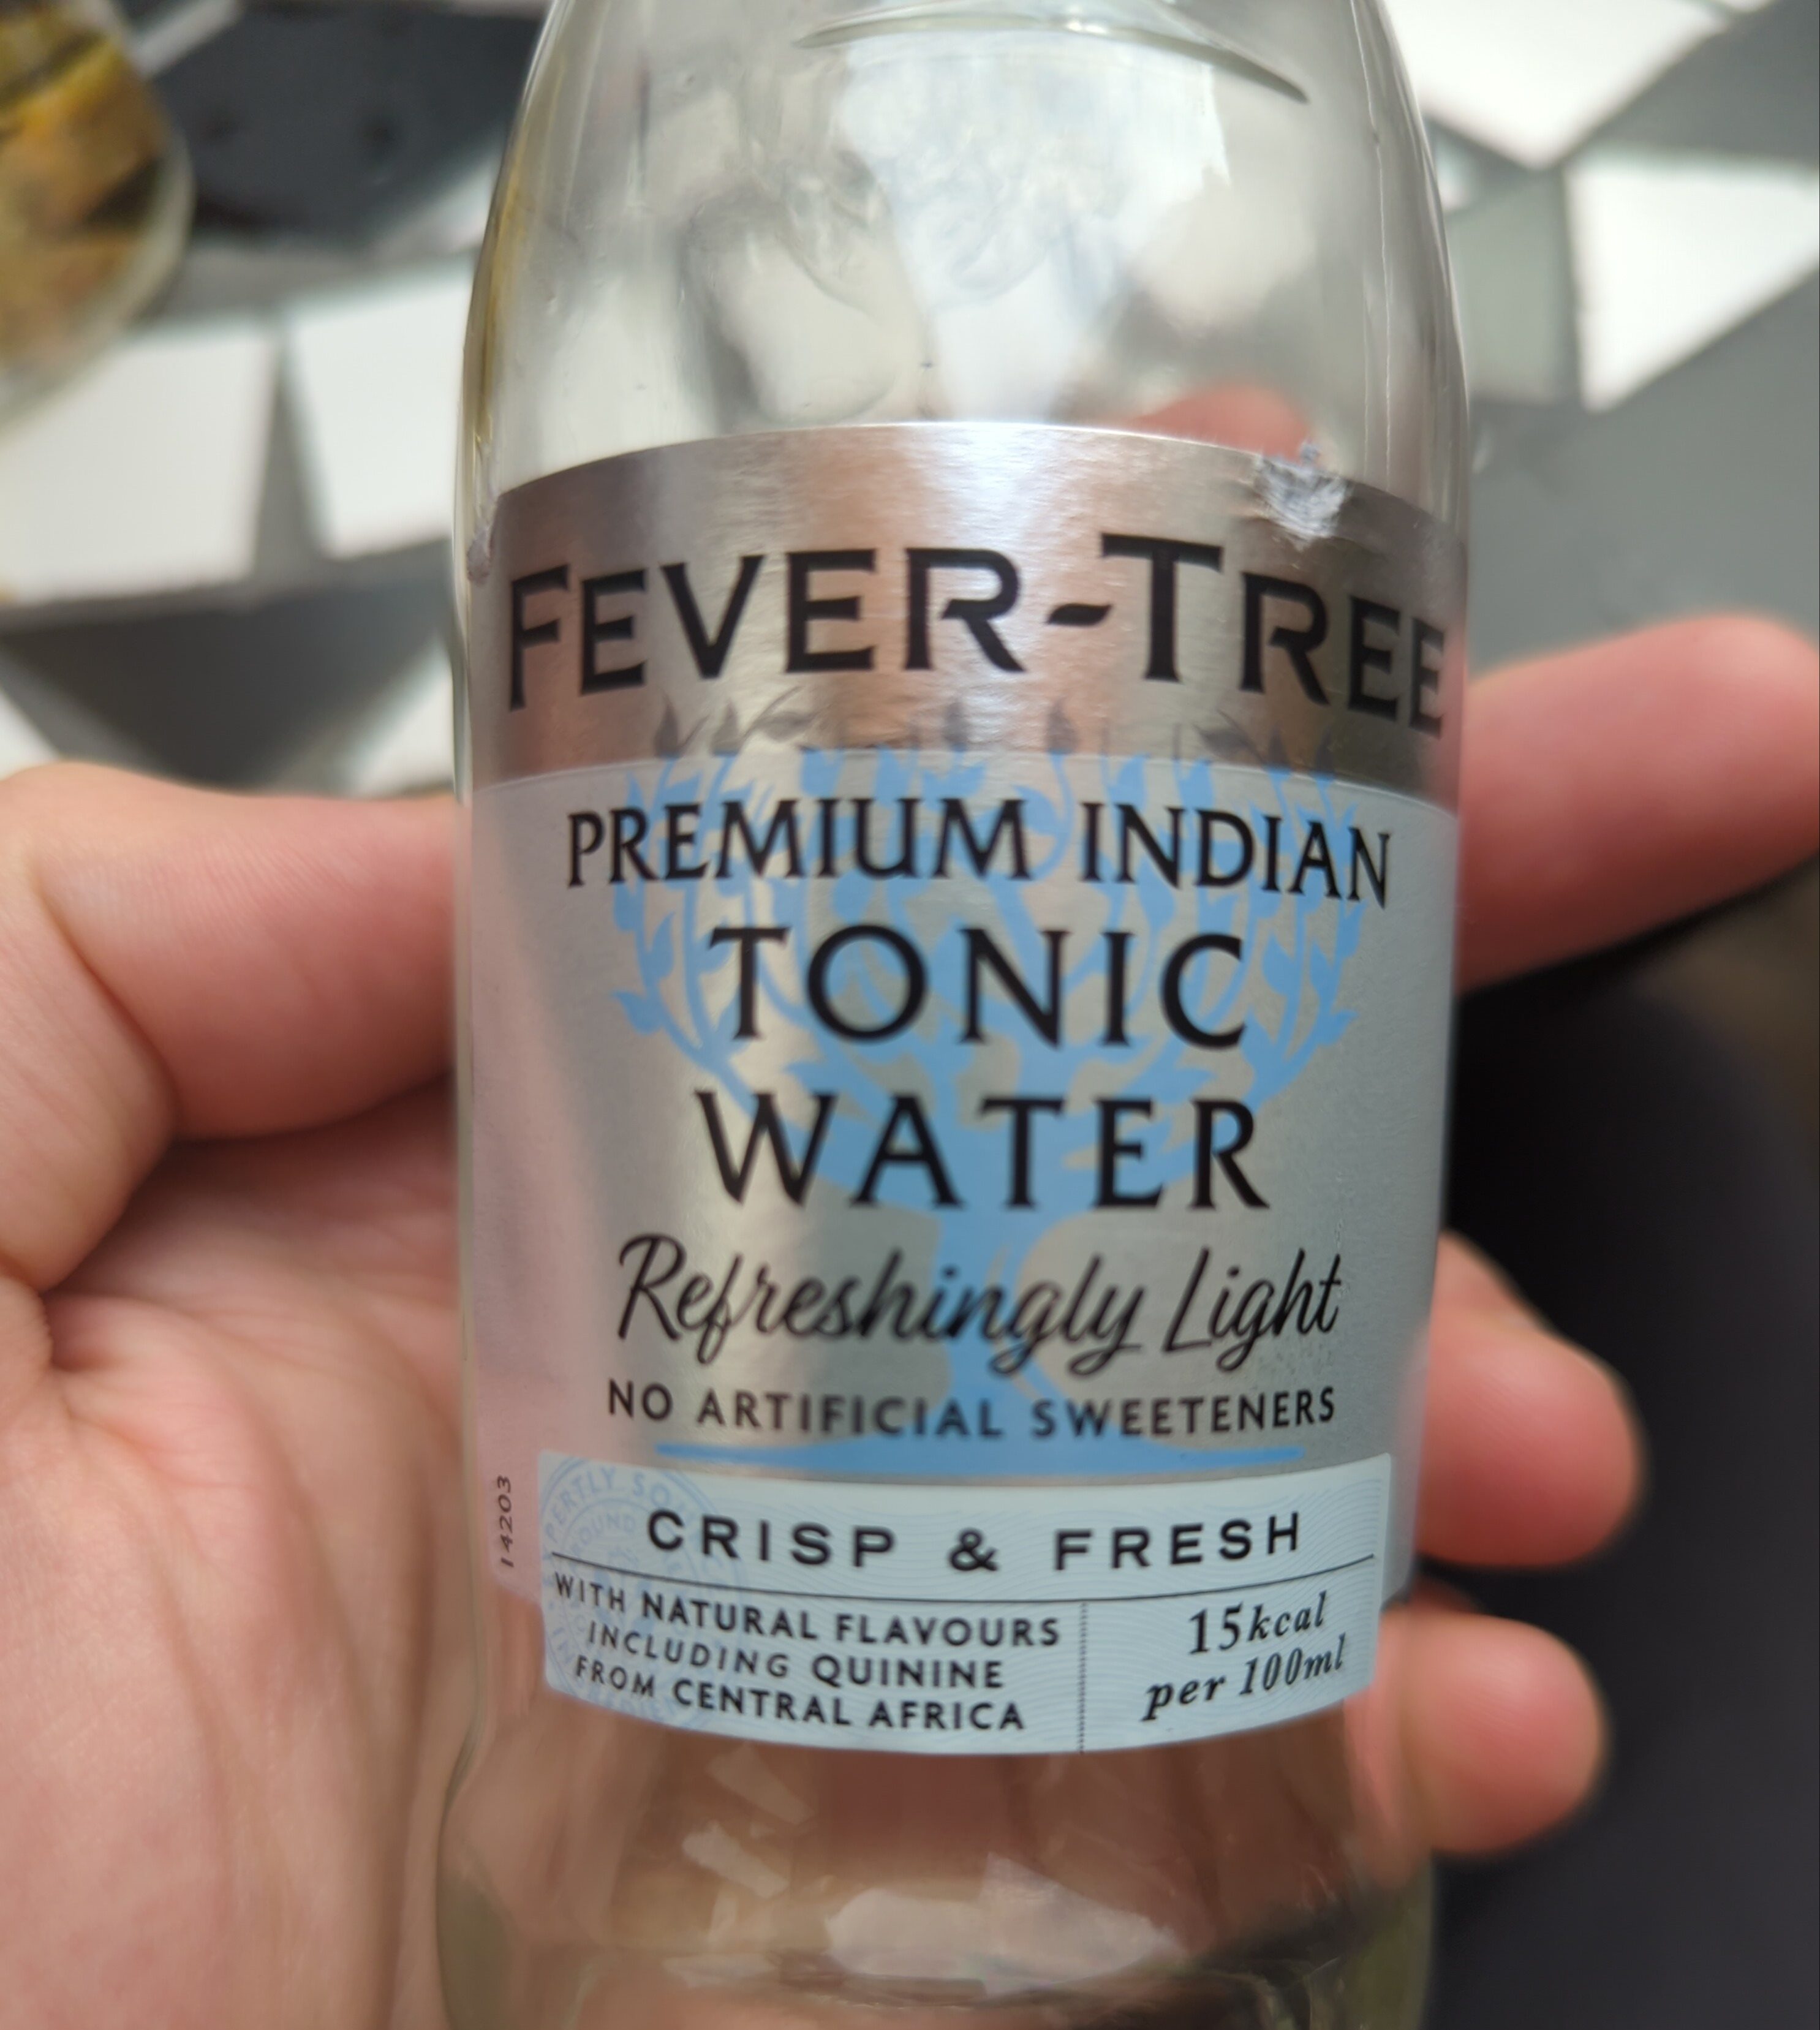 FEVER-TREE
PREMIUM INDIAN
TONIC
WATER
Refreshingly Light
NO ARTIFICIAL SWEETENERS
14203
CRISP & FRESH
WITH NATURAL FLAVOURS
INCLUDING QUININE
FROM CENTRAL AFRICA
15kcal
per 100ml